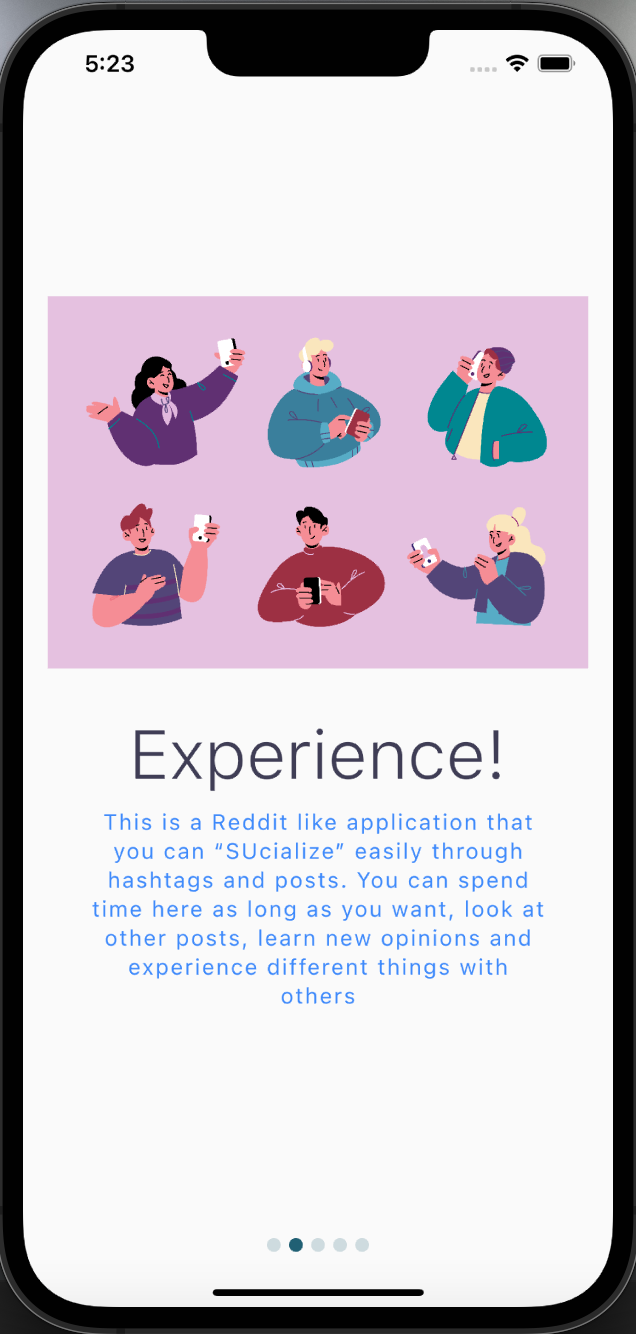 5:23
Experience!
This is a Reddit like application that
you can “SUcialize” easily through
hashtags and posts. You can spend
time here as long as you want, look at
other posts, learn new opinions and
experience different things with
others